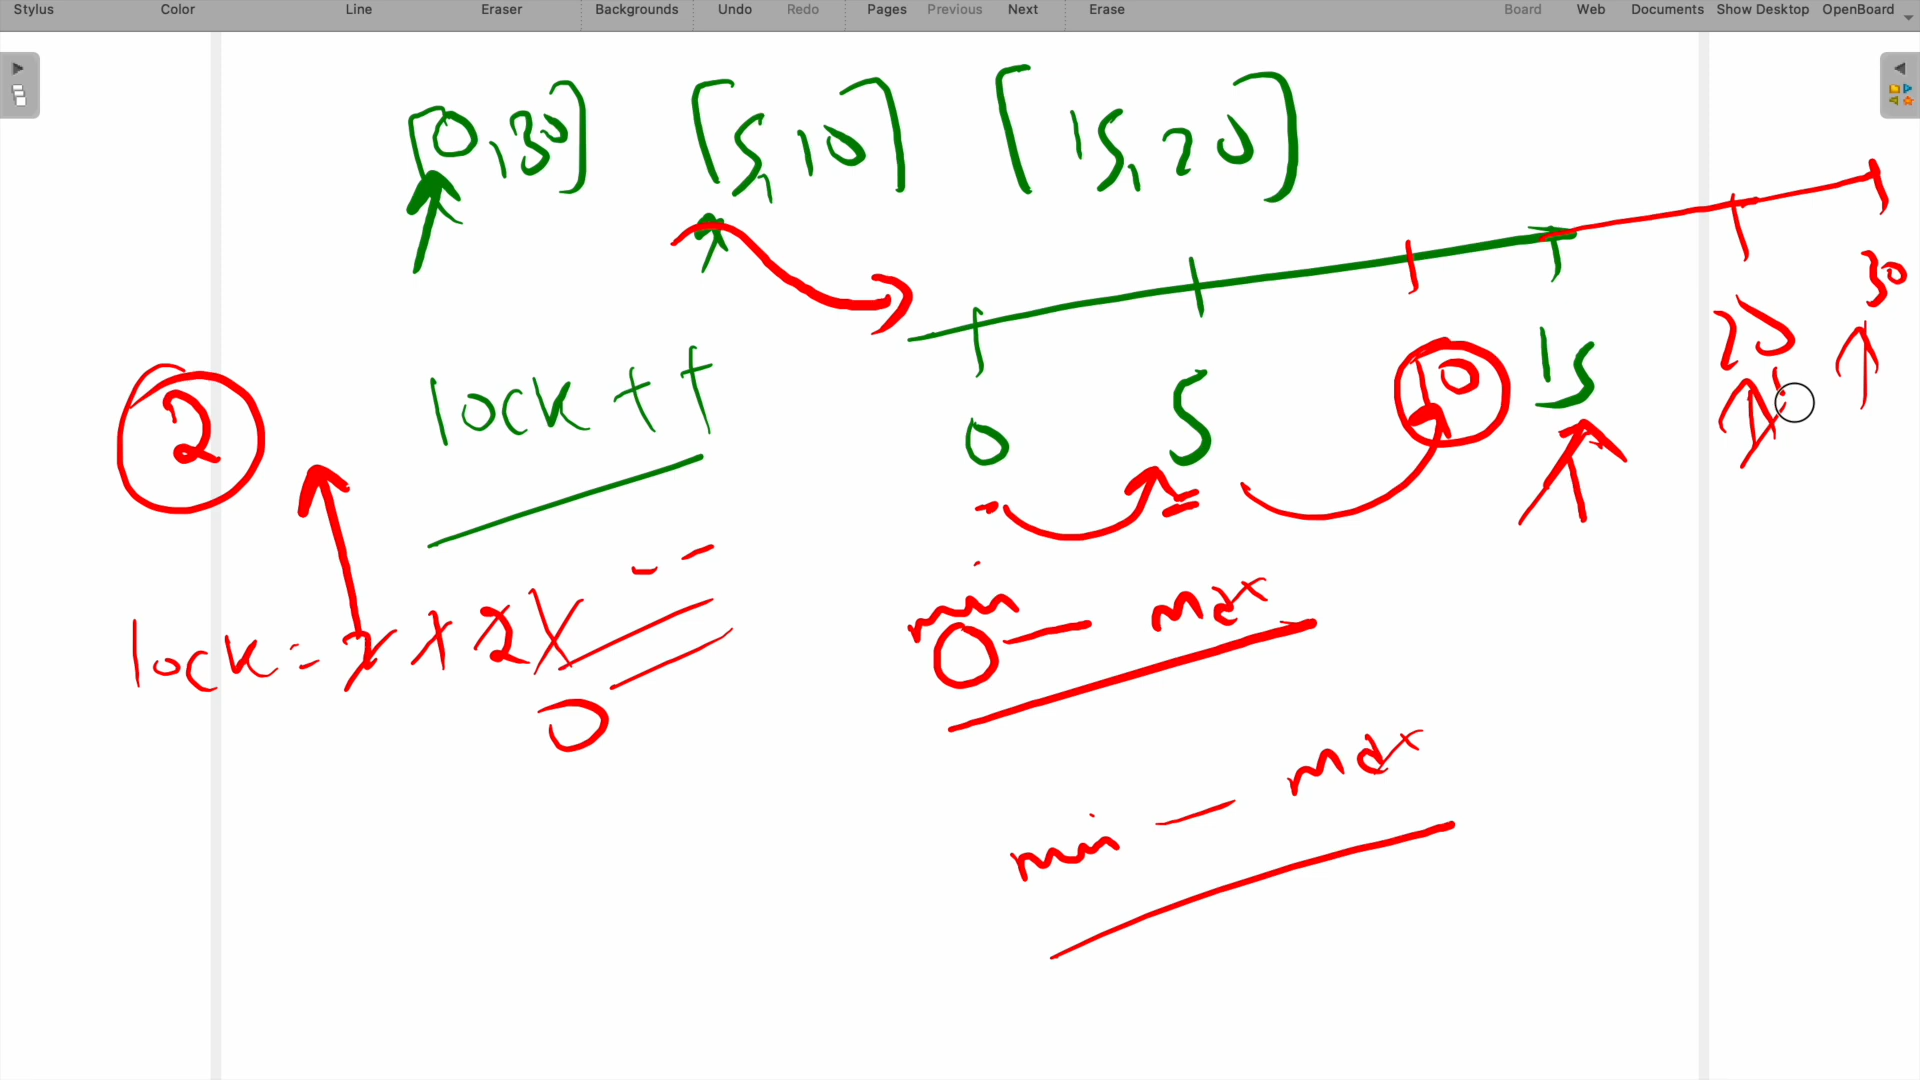 Stylus Color Line Eraser Backgrounds Undo Redo Pages Previous Next Erase Board Web Documents Show Desktop OpenBoard
[0,30] [5,10] [15,20]
30
20
2 lock ++ 0 5 10 15
lock = 1 2 --
min max
0 —
0
min — max